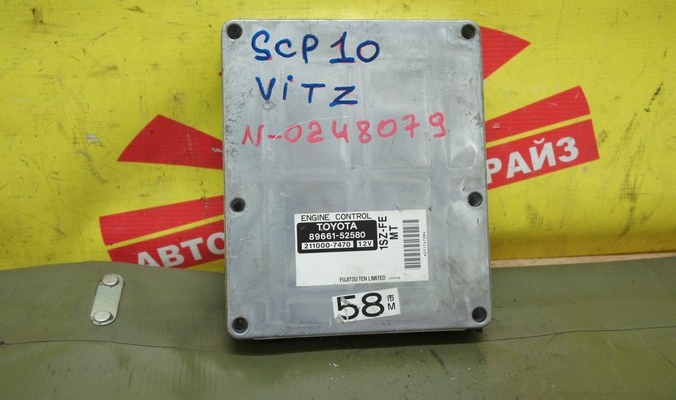 SCP10
ViTZ
N-0248079
АВТО
РАЙЗ
ENGINE CONTROL
TOYOTA
89661-52580
211000-7470 12V
1SZ-FE
MT
FUJITSU TEN LIMITED
58 市
M